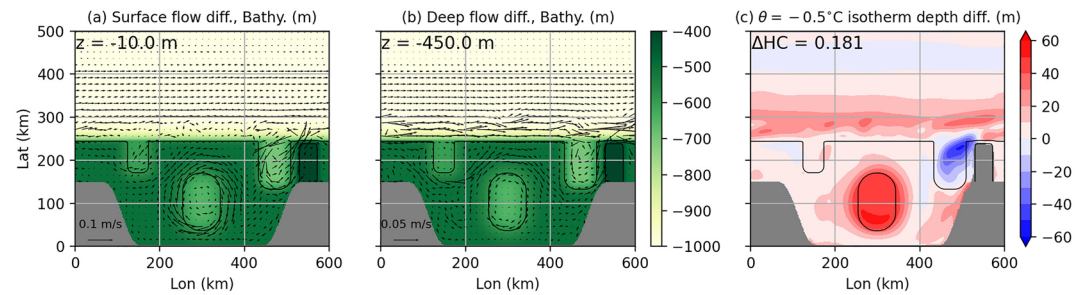 (a) Surface flow diff., Bathy. (m)
z = -10.0 m
500
400
300
200
100
0
Lat (km)
0.1 m/s
0 200 400 600
Lon (km)
(b) Deep flow diff., Bathy. (m)
z = -450.0 m
0.05 m/s
0 200 400 600
Lon (km)
−400
−500
−600
−700
−800
−900
−1000
(c) θ = −0.5°C isotherm depth diff. (m)
ΔHC = 0.181
0 200 400 600
Lon (km)
60
40
20
0
−20
−40
−60